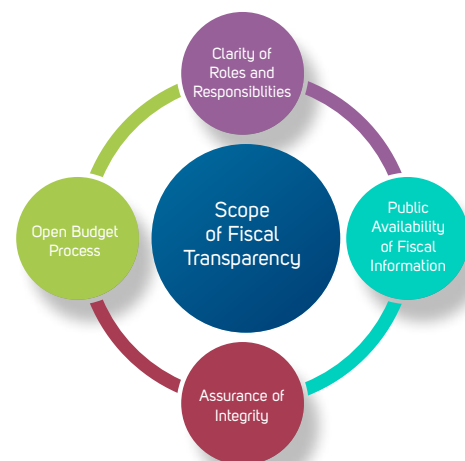 Clarity of
Roles and
Responsiblities
Scope
of Fiscal
Transparency
Open Budget
Process
Public
Availability
of Fiscal
Information
Assurance of
Integrity